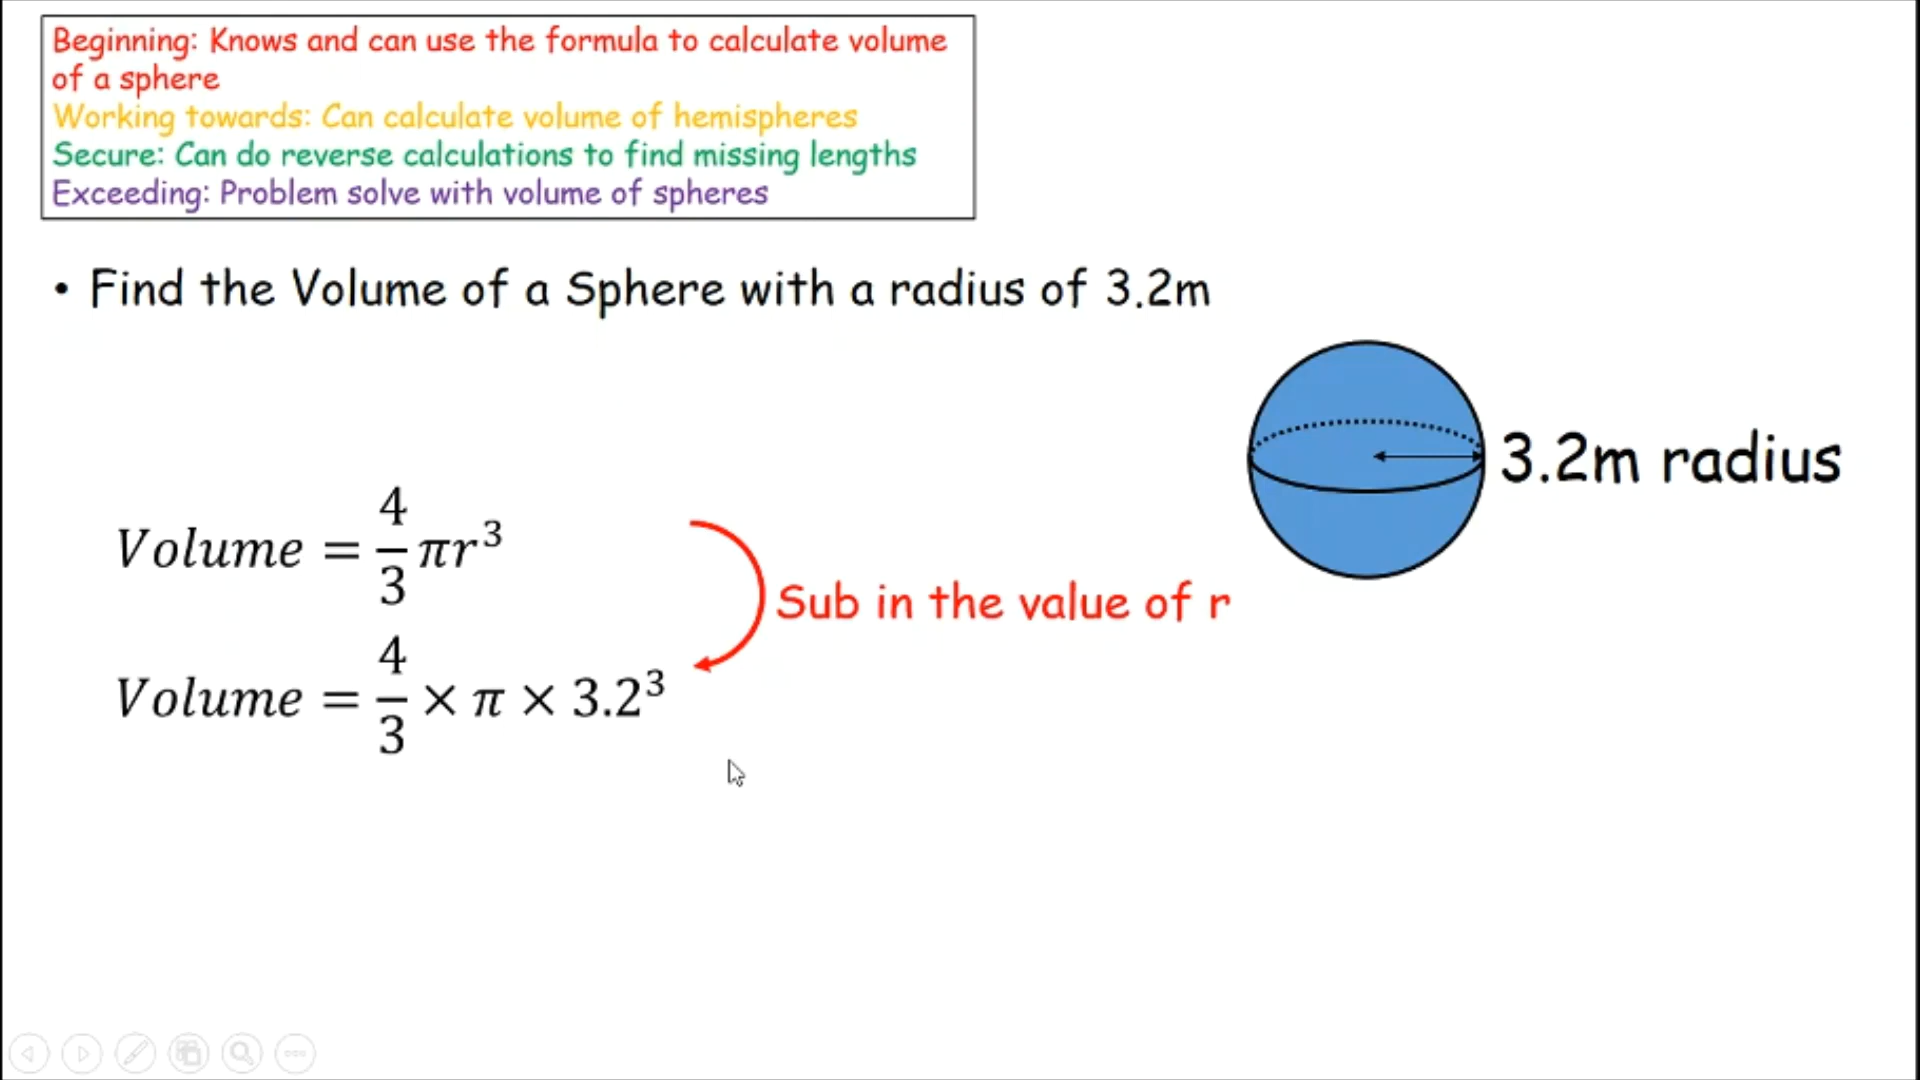 Beginning: Knows and can use the formula to calculate volume
of a sphere
Working towards: Can calculate volume of hemispheres
Secure: Can do reverse calculations to find missing lengths
Exceeding: Problem solve with volume of spheres
• Find the Volume of a Sphere with a radius of 3.2m
3.2m radius
Volume = 4/3 πr³
Sub in the value of r
Volume = 4/3 × π × 3.2³